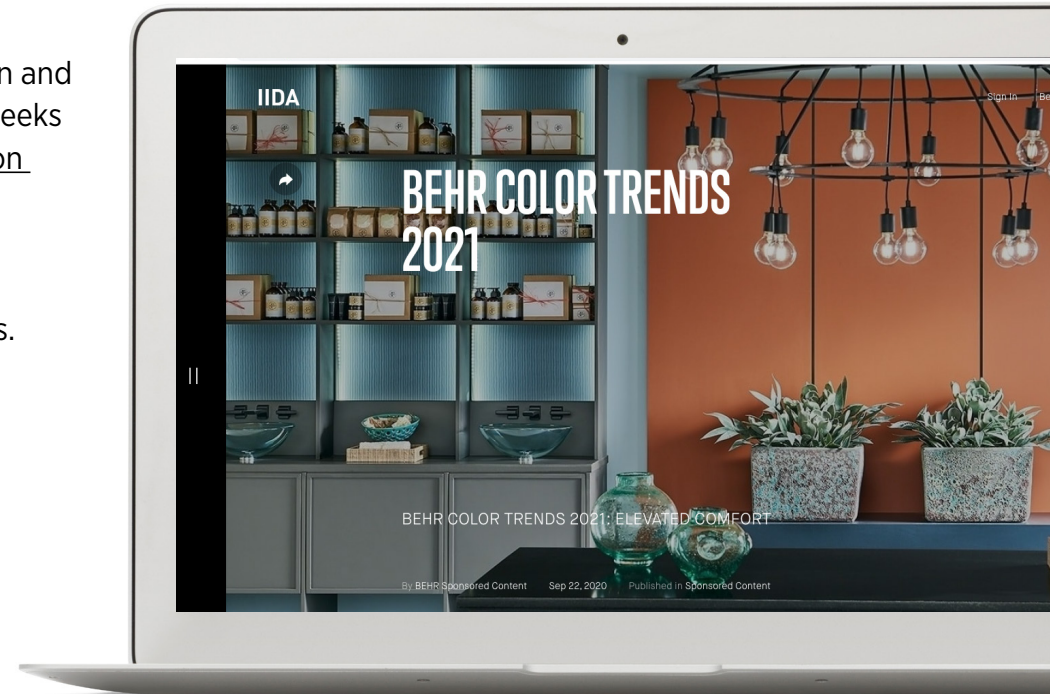 n and
eeks
on
s.
IIDA
Sign In Be
BEHR COLOR TRENDS
2021
BEHR COLOR TRENDS 2021: ELEVATED COMFORT
By BEHR Sponsored Content Sep 22, 2020 Published in Sponsored Content